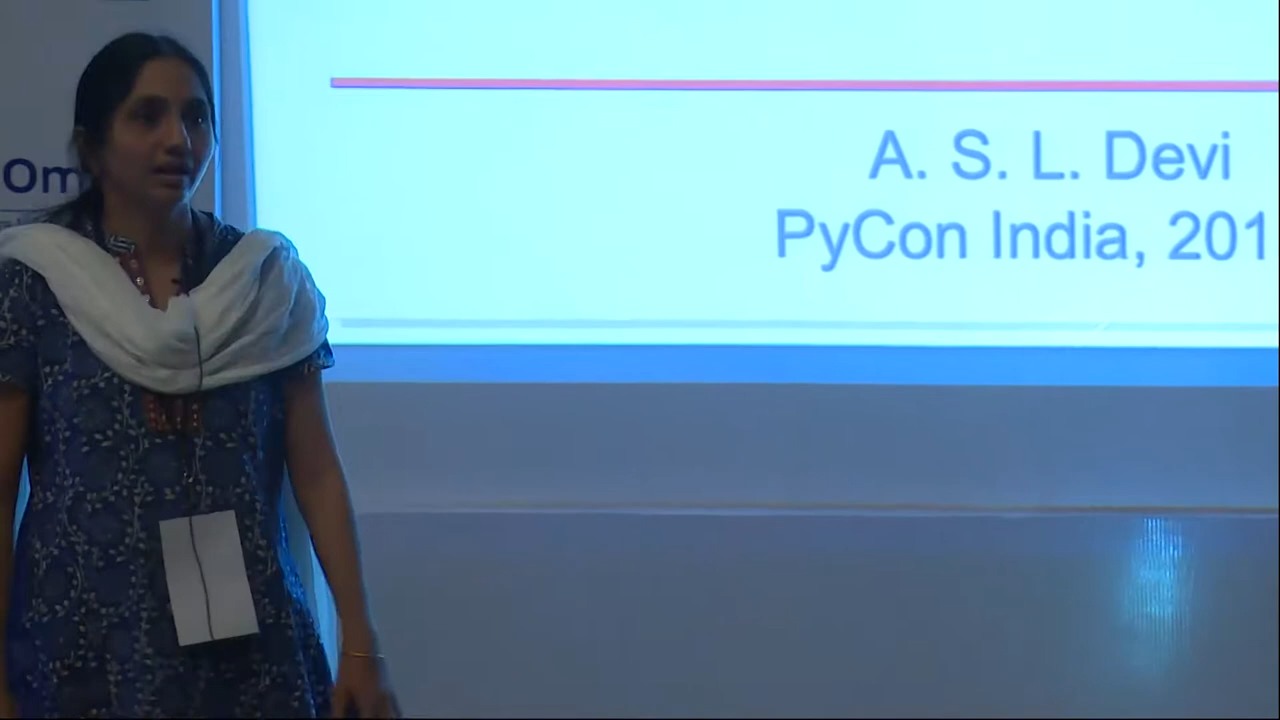 Om
A. S. L. Devi
PyCon India, 201